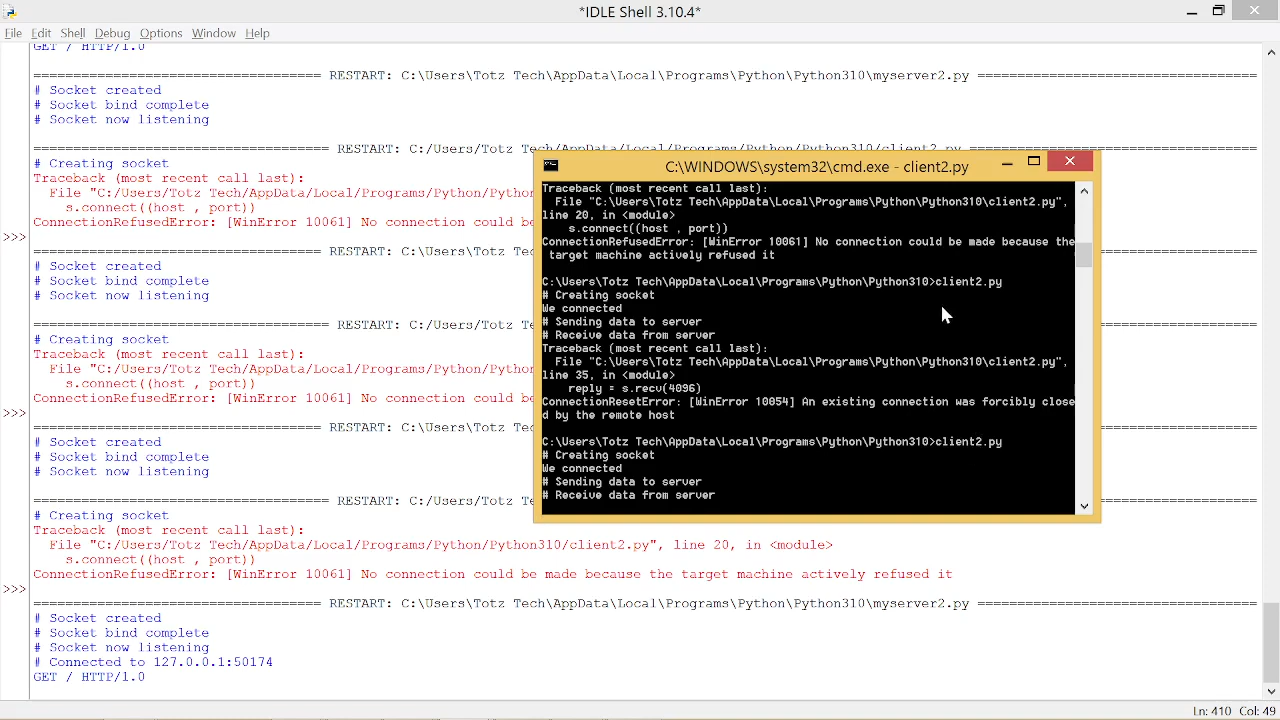 *IDLE Shell 3.10.4*
File Edit Shell Debug Options Window Help
GET / HTTP/1.0
==================================== RESTART: C:\Users\Totz Tech\AppData\Local\Programs\Python\Python310\myserver2.py ===================================
# Socket created
# Socket bind complete
# Socket now listening
===================================== RESTART: C:/Users/Totz Tech/AppData/Local/Programs/Python/Python310/client2.py ====================================
# Creating socket
Traceback (most recent call last):
File "C:/Users/Totz Tech/AppData/Local/Programs/Python/Pytho
s.connect((host , port))
ConnectionRefusedError: [WinError 10061] No connection could be
>>>
==================================== RESTART: C:\Us
# Socket created
# Socket bind complete
# Socket now listening
===================================== RESTART: C:/Us
# Creating socket
Traceback (most recent call last):
File "C:/Users/Totz Tech/AppData/Local/Programs/Python/Pytho
s.connect((host , port))
ConnectionRefusedError: [WinError 10061] No connection could be
>>>
==================================== RESTART: C:\Us
# Socket created
# Socket bind complete
# Socket now listening
===================================== RESTART: C:/Us
# Creating socket
Traceback (most recent call last):
File "C:/Users/Totz Tech/AppData/Local/Programs/Python/Python310/client2.py", line 20, in <module>
s.connect((host , port))
ConnectionRefusedError: [WinError 10061] No connection could be made because the target machine actively refused it
>>>
==================================== RESTART: C:\Users\Totz Tech\AppData\Local\Programs\Python\Python310\myserver2.py ===================================
# Socket created
# Socket bind complete
# Socket now listening
# Connected to 127.0.0.1:50174
GET / HTTP/1.0
Ln: 410 Col: 49
C:\WINDOWS\system32\cmd.exe - client2.py
Traceback (most recent call last):
File "C:\Users\Totz Tech\AppData\Local\Programs\Python\Python310\client2.py",
line 20, in <module>
s.connect((host , port))
ConnectionRefusedError: [WinError 10061] No connection could be made because the
target machine actively refused it
C:\Users\Totz Tech\AppData\Local\Programs\Python\Python310>client2.py
# Creating socket
We connected
# Sending data to server
# Receive data from server
Traceback (most recent call last):
File "C:\Users\Totz Tech\AppData\Local\Programs\Python\Python310\client2.py",
line 35, in <module>
reply = s.recv(4096)
ConnectionResetError: [WinError 10054] An existing connection was forcibly close
d by the remote host
C:\Users\Totz Tech\AppData\Local\Programs\Python\Python310>client2.py
# Creating socket
We connected
# Sending data to server
# Receive data from server